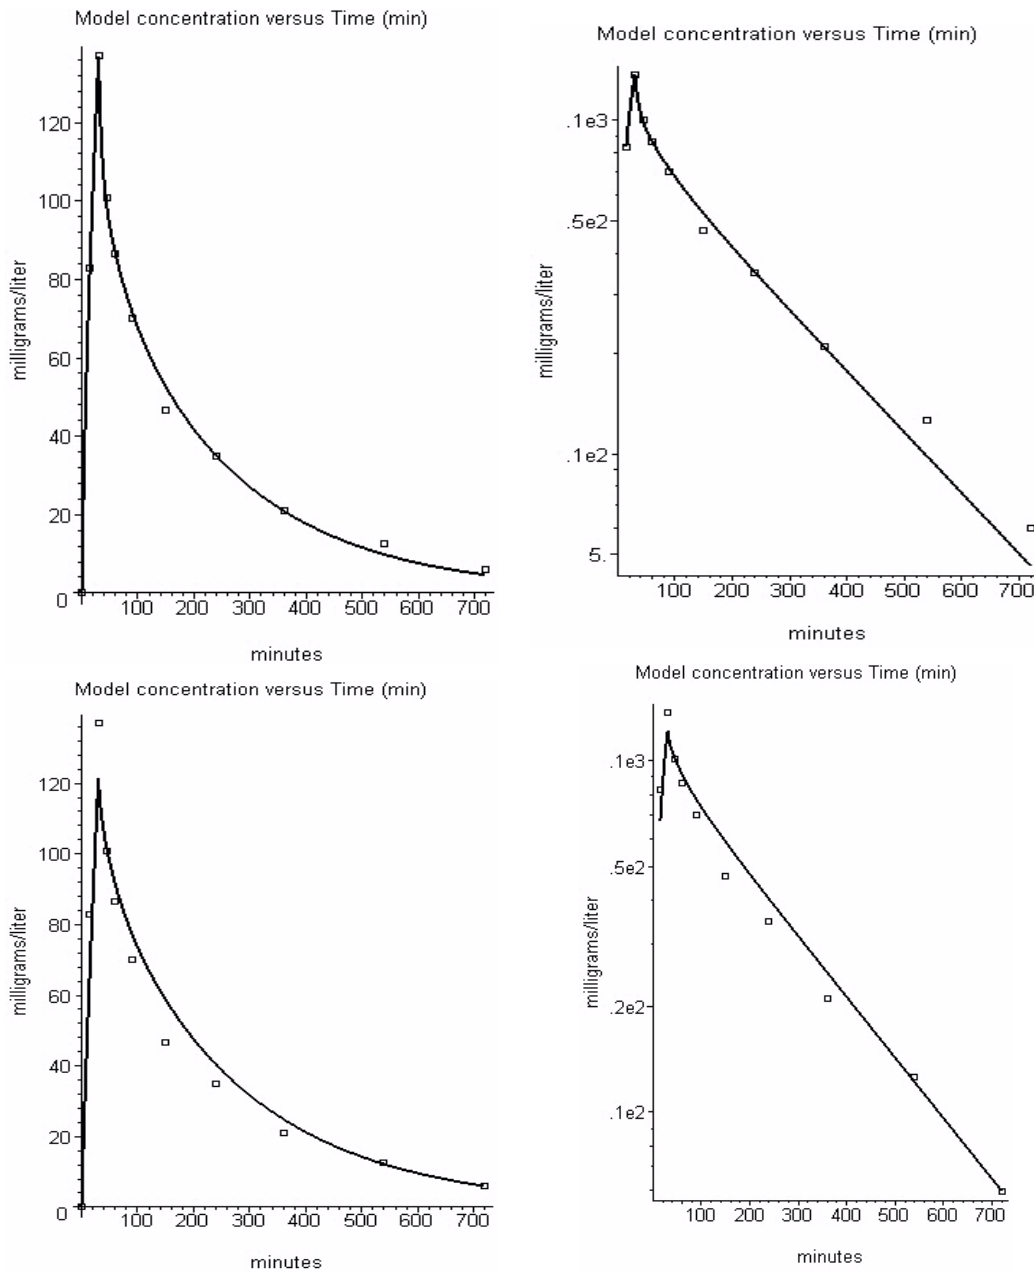 Model concentration versus Time (min)
120
100
80
60
40
20
0
milligrams/liter
100 200 300 400 500 600 700
minutes
Model concentration versus Time (min)
.1e3
.5e2
.1e2
5.
milligrams/liter
100 200 300 400 500 600 700
minutes
Model concentration versus Time (min)
120
100
80
60
40
20
0
milligrams/liter
100 200 300 400 500 600 700
minutes
Model concentration versus Time (min)
.1e3
.5e2
.2e2
.1e2
milligrams/liter
100 200 300 400 500 600 700
minutes